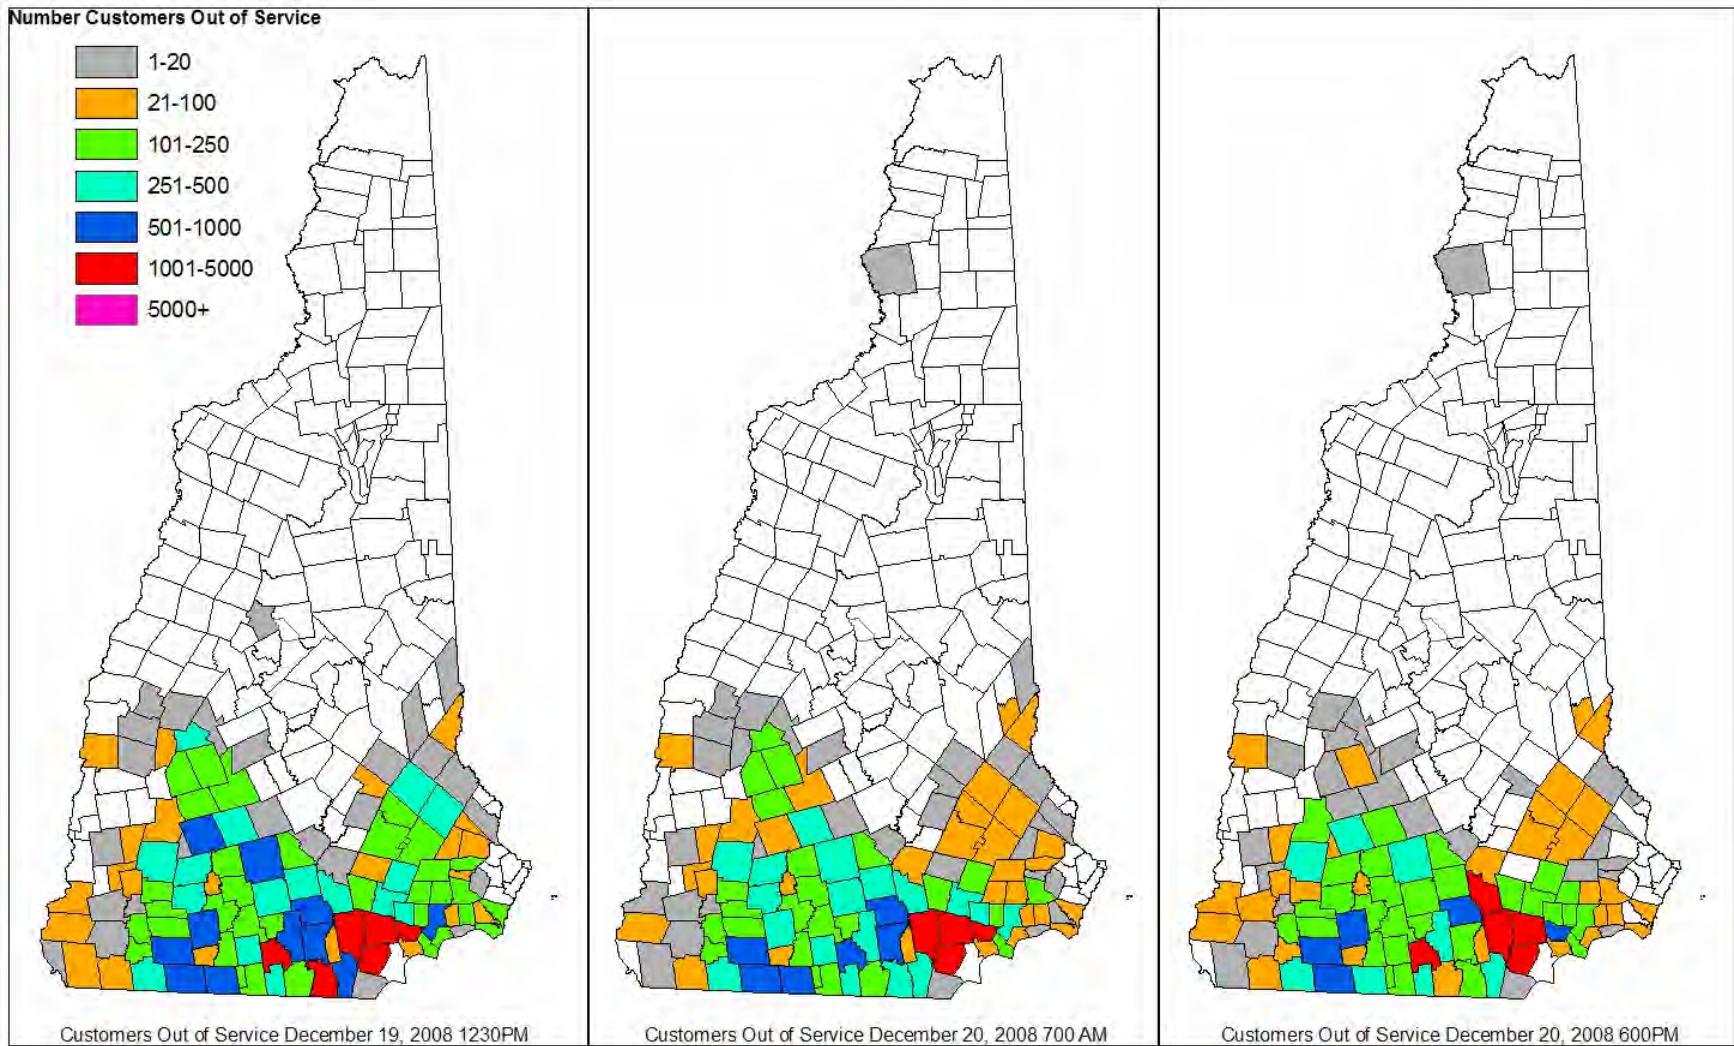 Number Customers Out of Service
1-20
21-100
101-250
251-500
501-1000
1001-5000
5000+
Customers Out of Service December 19, 2008 1230PM
Customers Out of Service December 20, 2008 700 AM
Customers Out of Service December 20, 2008 600PM